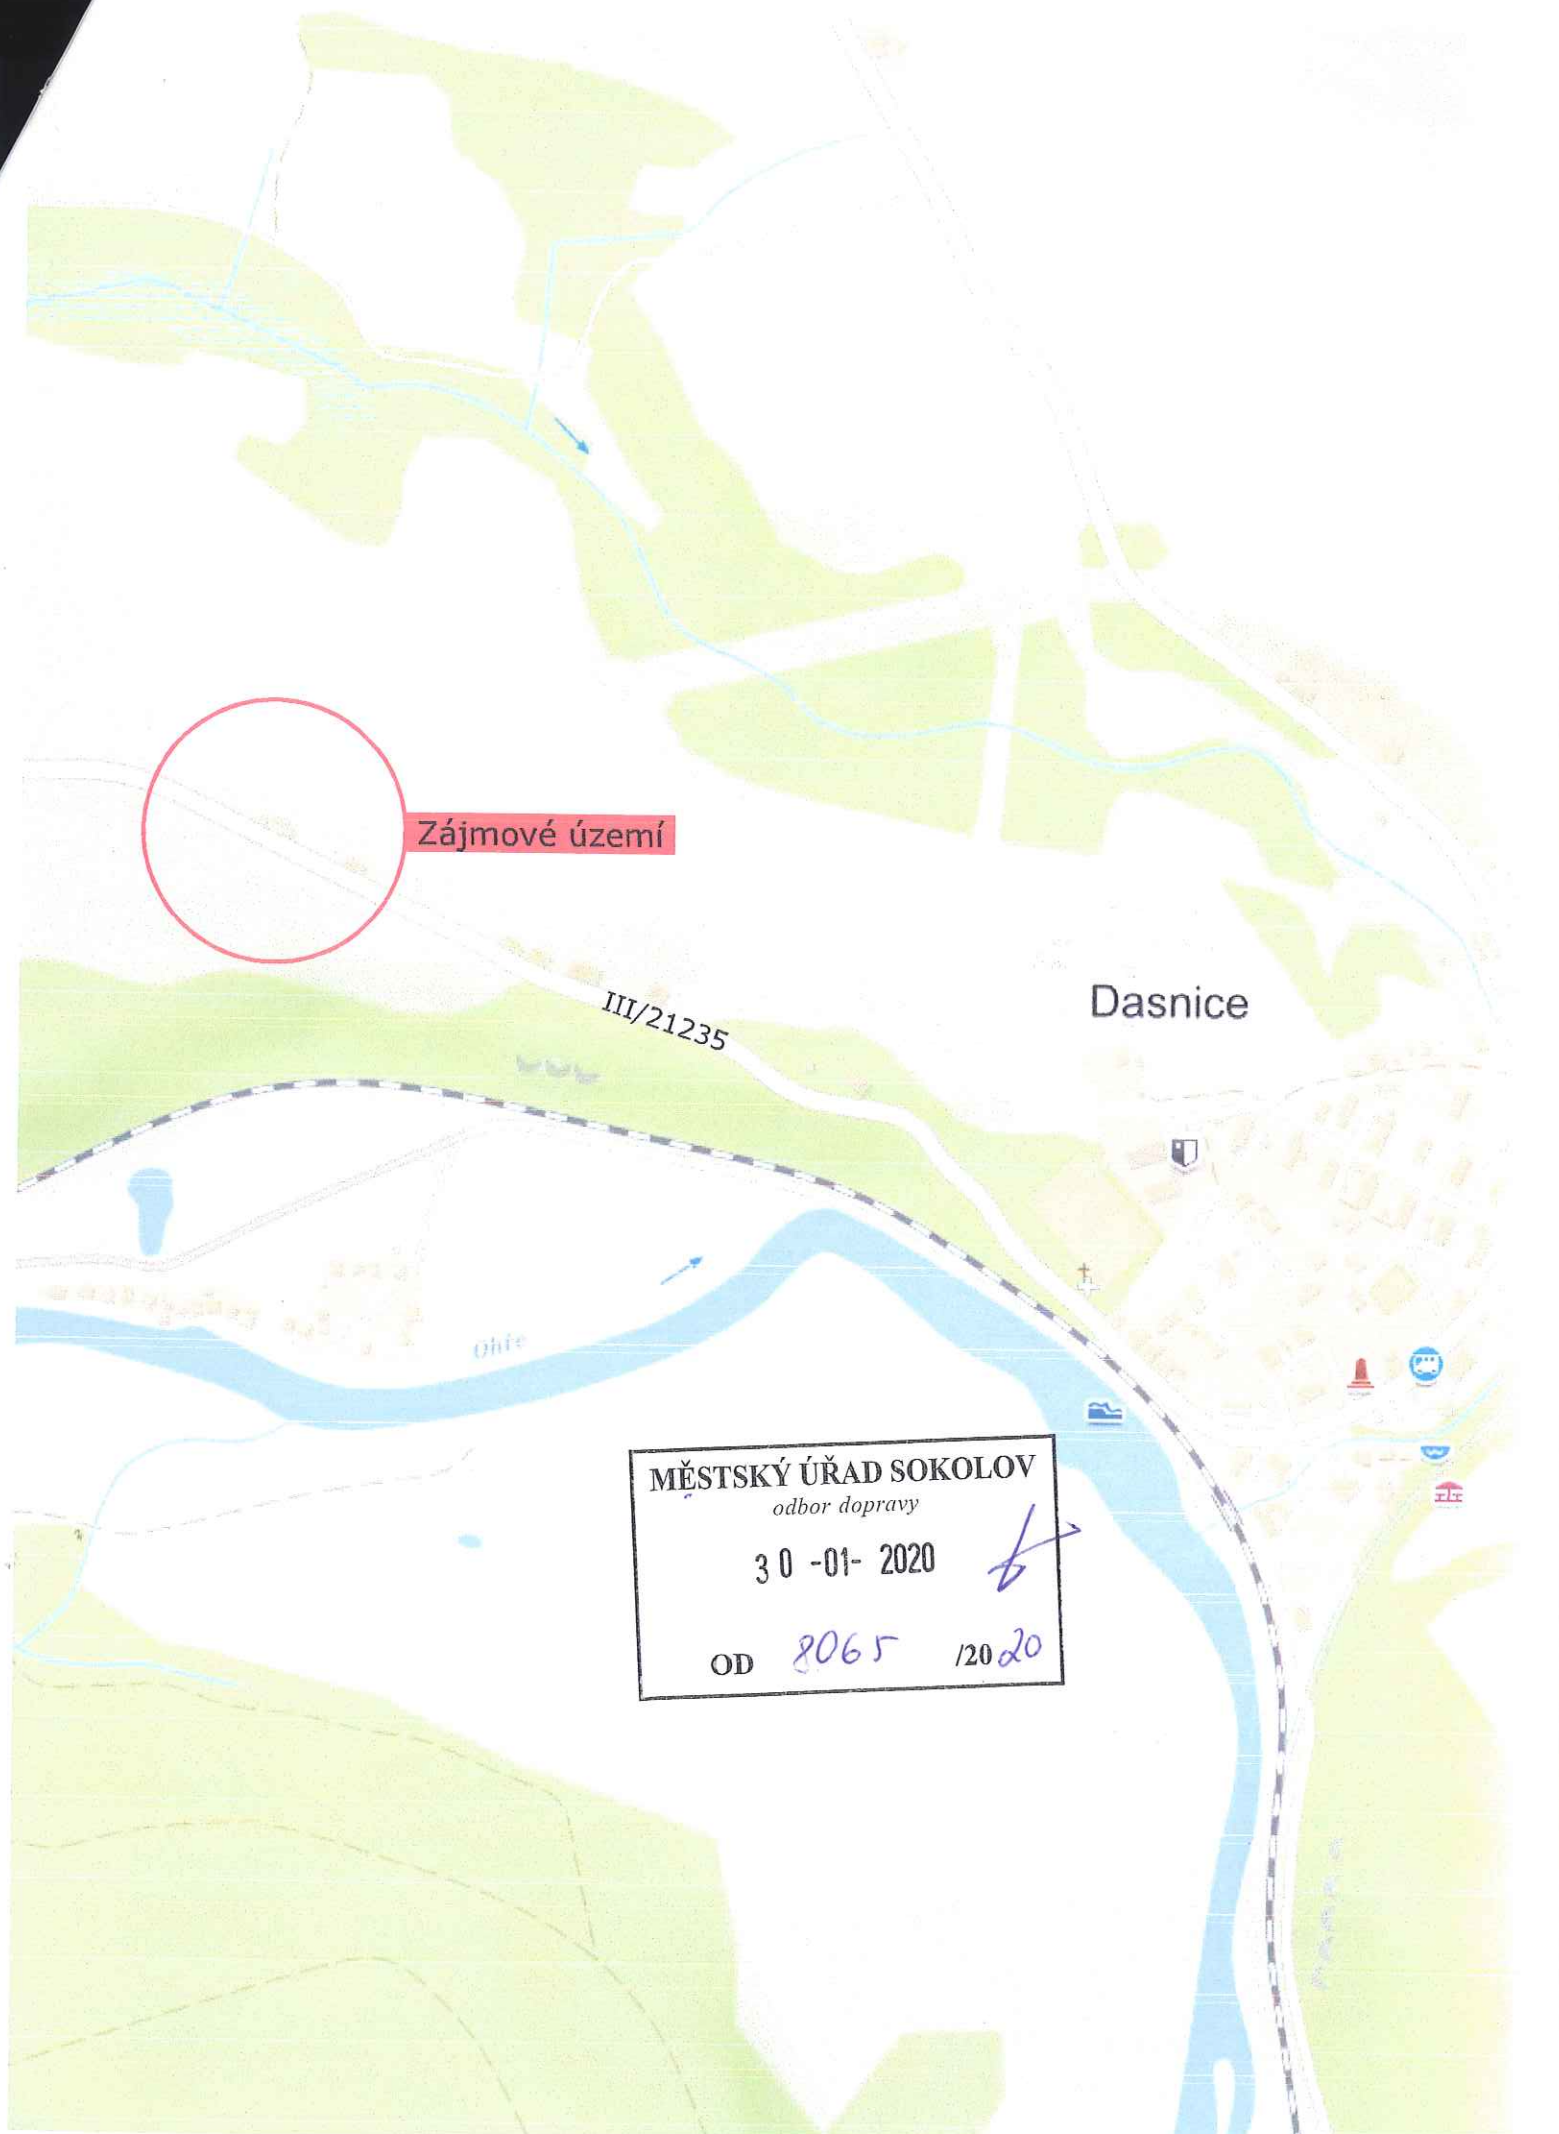 Zájmové území
III/21235
Dasnice
Ohře
MĚSTSKÝ ÚŘAD SOKOLOV
odbor dopravy
30 -01- 2020
OD 8065 /2020